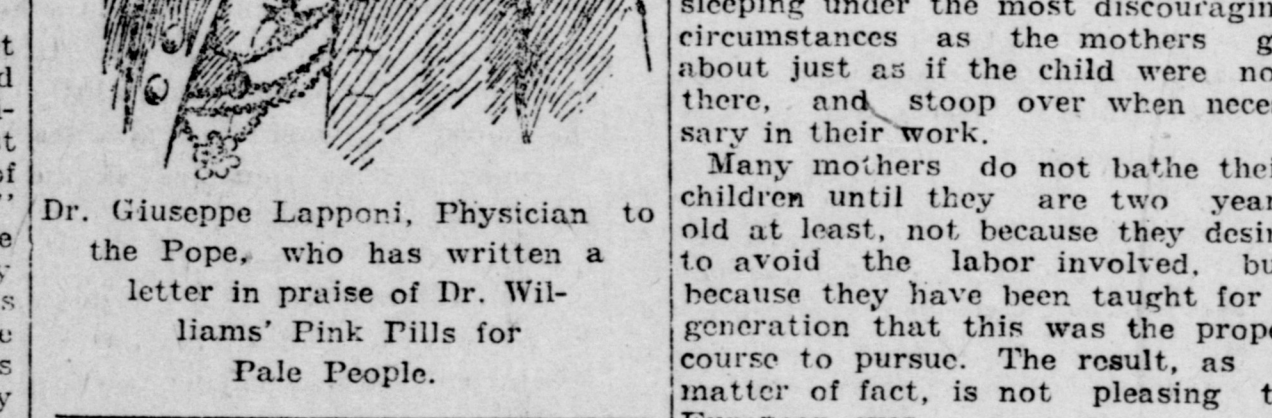 Dr. Giuseppe Lapponi, Physician to
the Pope, who has written a
letter in praise of Dr. Wil-
liams' Pink Pills for
Pale People.
sleeping under the most
circumstances as the mothers
about just as if the child were
there, and stoop over when
sary in their work.
Many mothers do not bathe
children until they are two
old at least, not because they
to avoid the labor involved,
because they have been taught for
generation that this was the
course to pursue. The result, as
matter of fact, is not pleasing